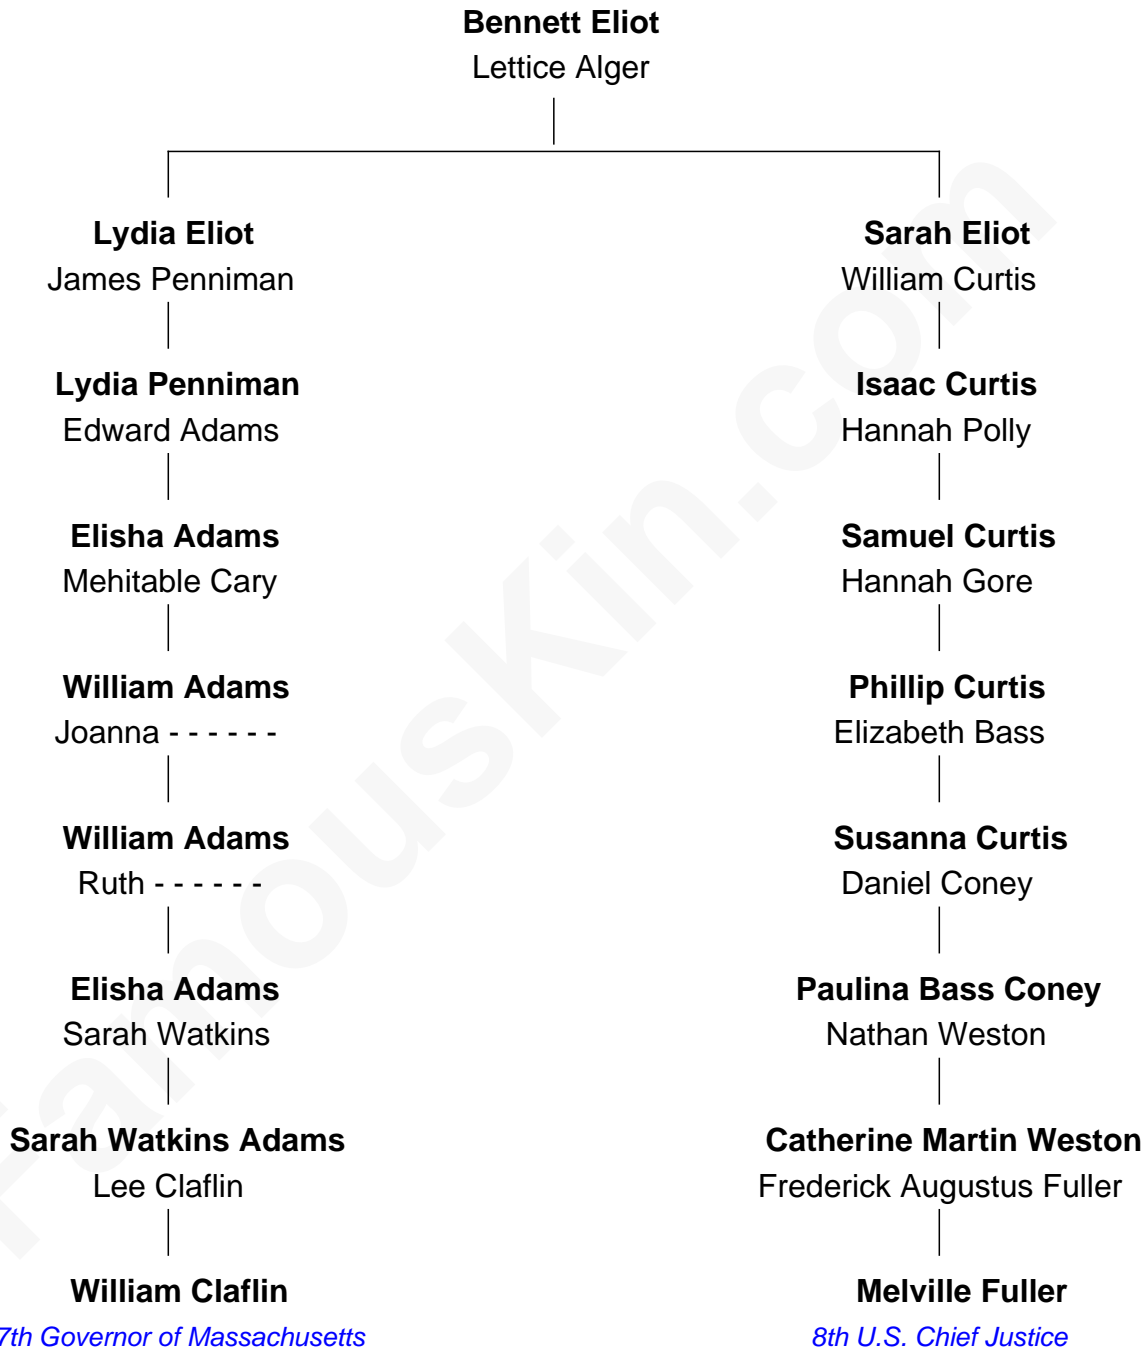 Bennett Eliot
Lettice Alger
Lydia Eliot
James Penniman
Sarah Eliot
William Curtis
Lydia Penniman
Edward Adams
Isaac Curtis
Hannah Polly
Elisha Adams
Mehitable Cary
Samuel Curtis
Hannah Gore
William Adams
Joanna - - - - - -
Phillip Curtis
Elizabeth Bass
William Adams
Ruth - - - - - -
Susanna Curtis
Daniel Coney
Elisha Adams
Sarah Watkins
Paulina Bass Coney
Nathan Weston
Sarah Watkins Adams
Lee Claflin
Catherine Martin Weston
Frederick Augustus Fuller
William Claflin
7th Governor of Massachusetts
Melville Fuller
8th U.S. Chief Justice
FamousKin.com